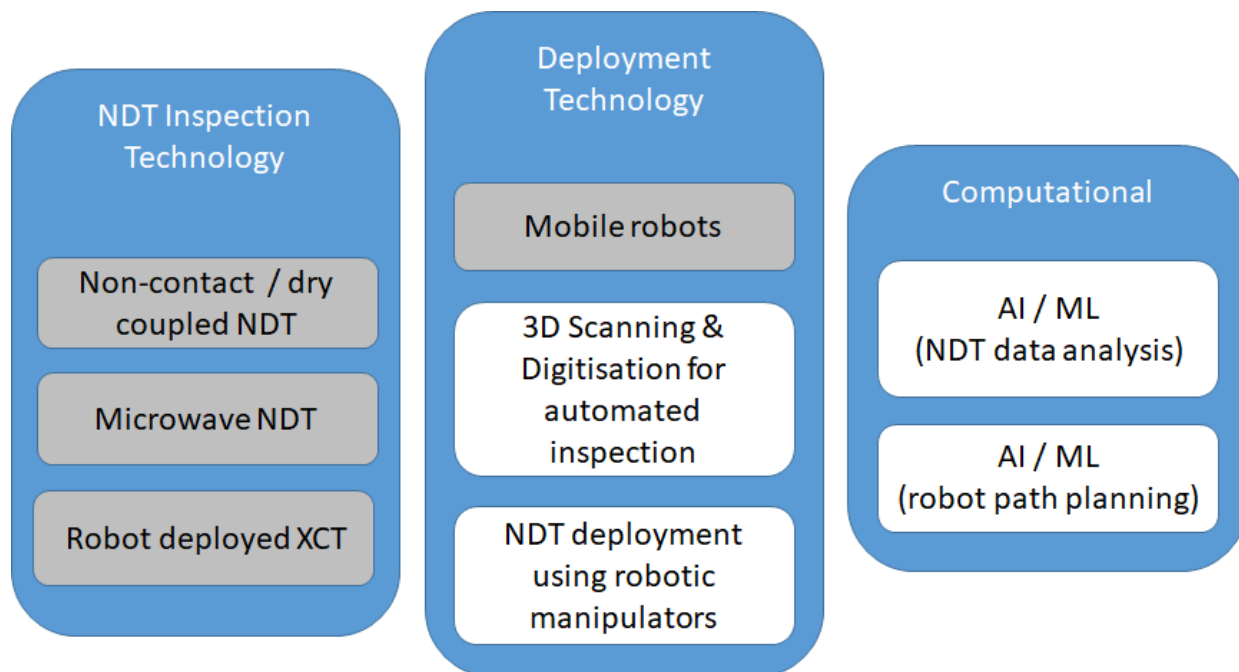 NDT Inspection
Technology
Non-contact / dry
coupled NDT
Microwave NDT
Robot deployed XCT
Deployment
Technology
Mobile robots
3D Scanning &
Digitisation for
automated
inspection
NDT deployment
using robotic
manipulators
Computational
AI / ML
(NDT data analysis)
AI / ML
(robot path planning)